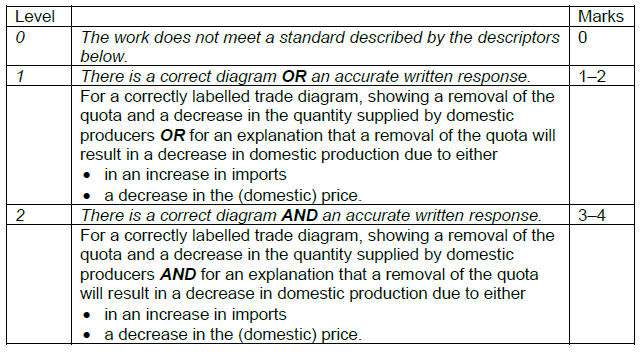 Level Marks
0 The work does not meet a standard described by the descriptors 0
below.
1 There is a correct diagram OR an accurate written response. 1–2
For a correctly labelled trade diagram, showing a removal of the
quota and a decrease in the quantity supplied by domestic
producers OR for an explanation that a removal of the quota will
result in a decrease in domestic production due to either
• in an increase in imports
• a decrease in the (domestic) price.
2 There is a correct diagram AND an accurate written response. 3–4
For a correctly labelled trade diagram, showing a removal of the
quota and a decrease in the quantity supplied by domestic
producers AND for an explanation that a removal of the quota
will result in a decrease in domestic production due to either
• in an increase in imports
• a decrease in the (domestic) price.